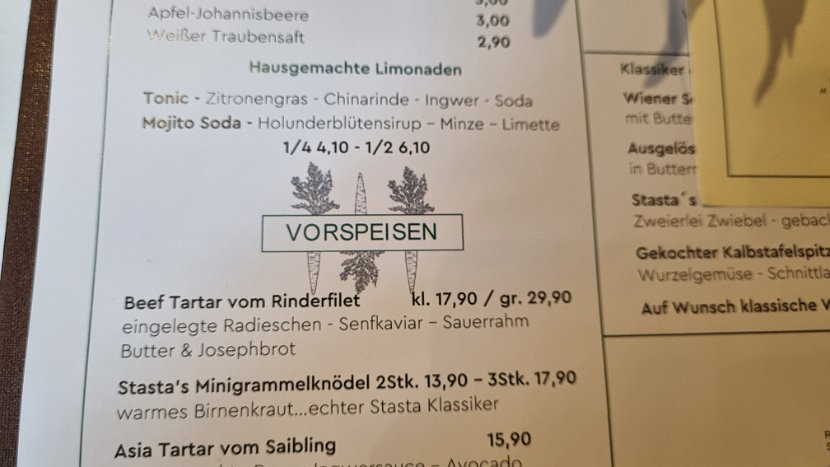 Apfel-Johannisbeere 3,00
Weißer Traubensaft 2,90
Hausgemachte Limonaden
Tonic - Zitronengras - Chinarinde - Ingwer - Soda
Mojito Soda - Holunderblütensirup – Minze – Limette
1/4 4,10 - 1/2 6,10
VORSPEISEN
Beef Tartar vom Rinderfilet kl. 17,90 / gr. 29,90
eingelegte Radieschen - Senfkaviar – Sauerrahm
Butter & Josephbrot
Stasta's Minigrammelknödel 2Stk. 13,90 – 3Stk. 17,90
warmes Birnenkraut...echter Stasta Klassiker
Asia Tartar vom Saibling 15,90
Avocado
Klassiker
Wiener
mit
Ausgelös
in
Stasta´s
Zweierlei Zwiebel - gebac
Gekochter Kalbstafelspitz
Wurzelgemüse - Schnittla
Auf Wunsch klassische